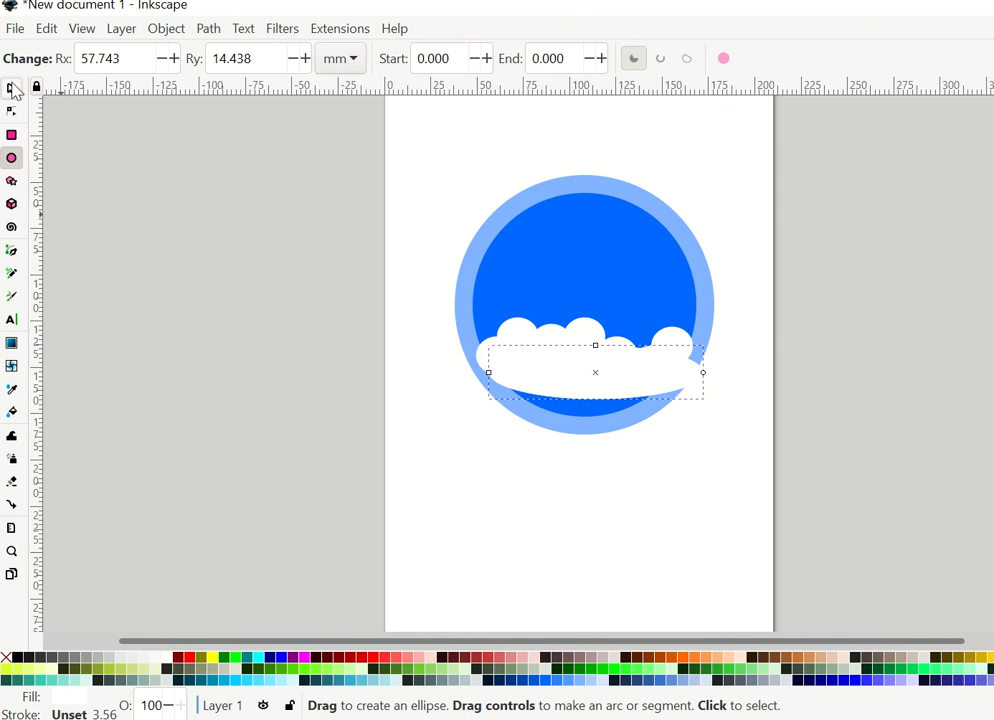 *New document 1 - Inkscape
File Edit View Layer Object Path Text Filters Extensions Help
Change: Rx: 57.743 Ry: 14.438 mm Start: 0.000 End: 0.000
-175 -150 -125 -100 -75 -50 -25 0 25 50 75 100 125 150 175 200 225 250 275 300
Fill: O: 100 Layer 1 Drag to create an ellipse. Drag controls to make an arc or segment. Click to select.
Stroke: Unset 3.56